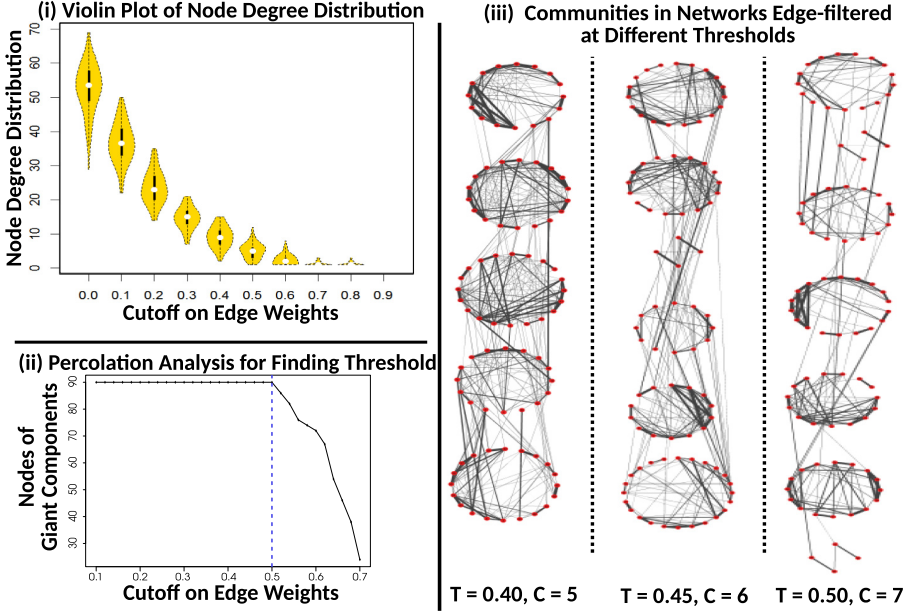 (i) Violin Plot of Node Degree Distribution
Node Degree Distribution
70
60
50
40
30
20
10
0
0.0 0.1 0.2 0.3 0.4 0.5 0.6 0.7 0.8 0.9
Cutoff on Edge Weights
(ii) Percolation Analysis for Finding Threshold
Nodes of
Giant Components
90
80
70
60
50
40
30
0.1 0.2 0.3 0.4 0.5 0.6 0.7
Cutoff on Edge Weights
(iii) Communities in Networks Edge-filtered
at Different Thresholds
T = 0.40, C = 5 T = 0.45, C = 6 T = 0.50, C = 7